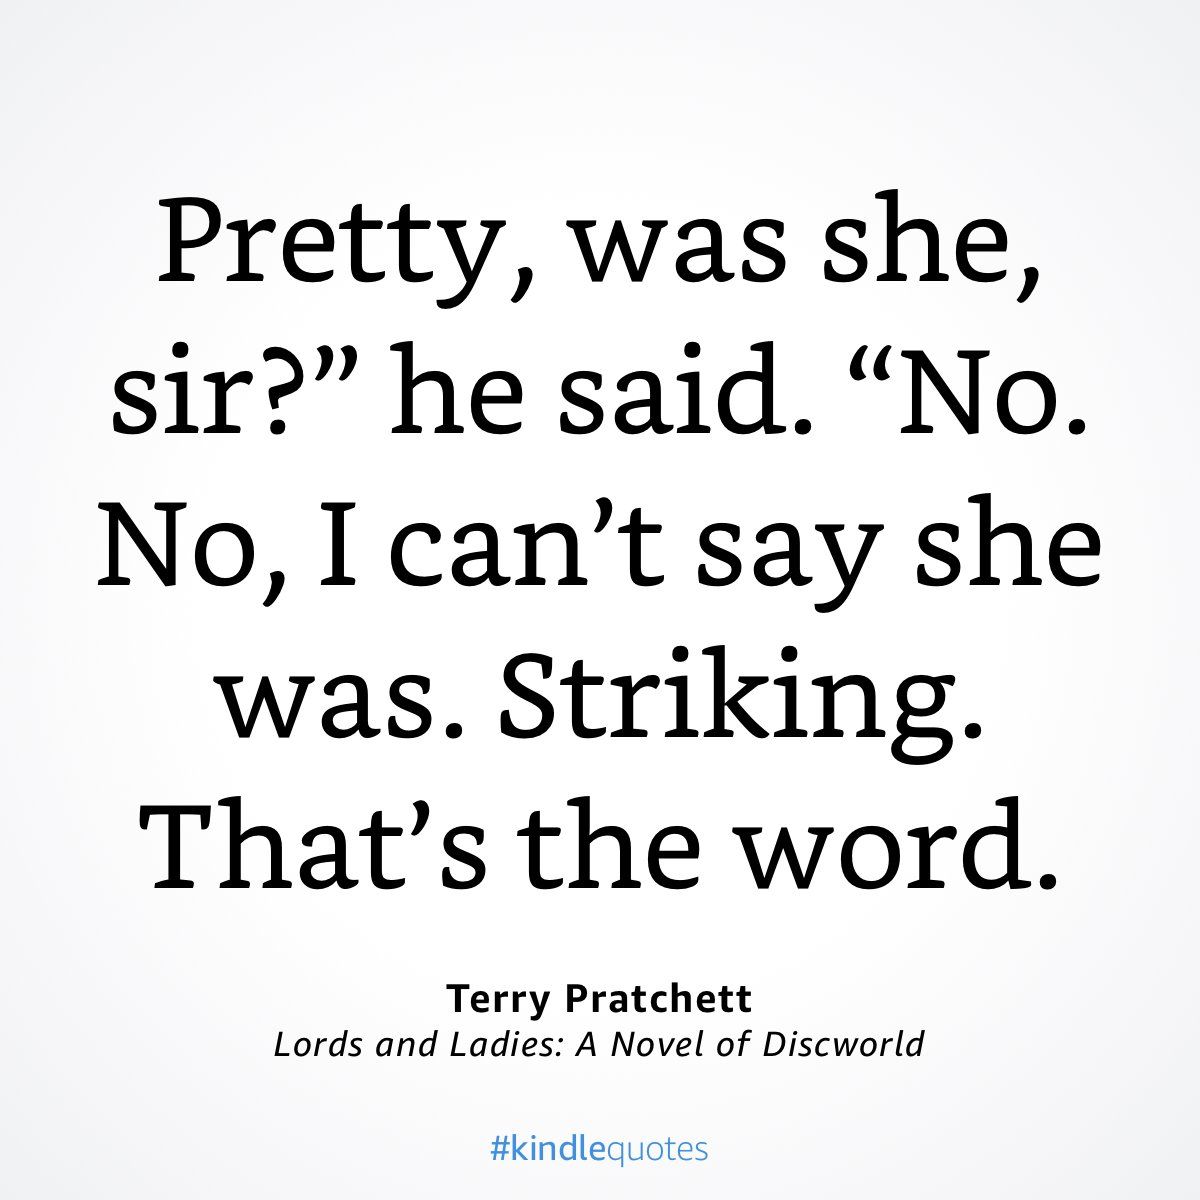 Pretty, was she,
sir?” he said. “No.
No, I can’t say she
was. Striking.
That’s the word.
Terry Pratchett
Lords and Ladies: A Novel of Discworld
#kindlequotes